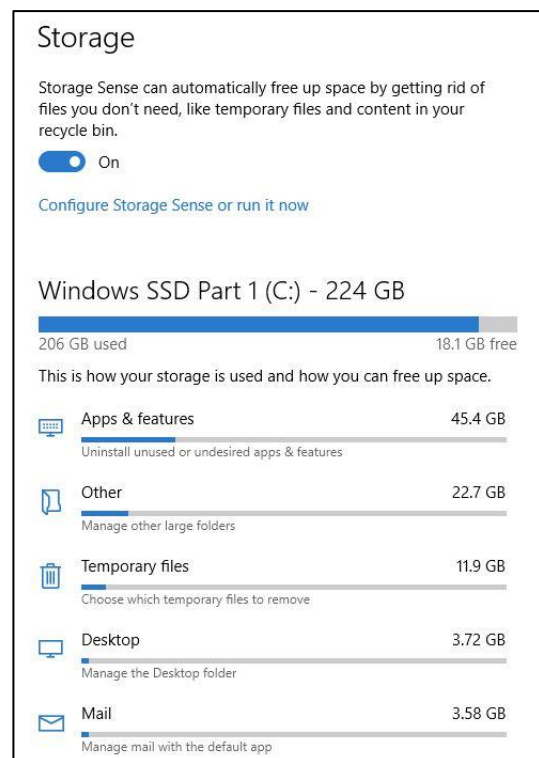 Storage
Storage Sense can automatically free up space by getting rid of
files you don't need, like temporary files and content in your
recycle bin.
On
Configure Storage Sense or run it now
Windows SSD Part 1 (C:) - 224 GB
206 GB used 18.1 GB free
This is how your storage is used and how you can free up space.
Apps & features 45.4 GB
Uninstall unused or undesired apps & features
Other 22.7 GB
Manage other large folders
Temporary files 11.9 GB
Choose which temporary files to remove
Desktop 3.72 GB
Manage the Desktop folder
Mail 3.58 GB
Manage mail with the default app